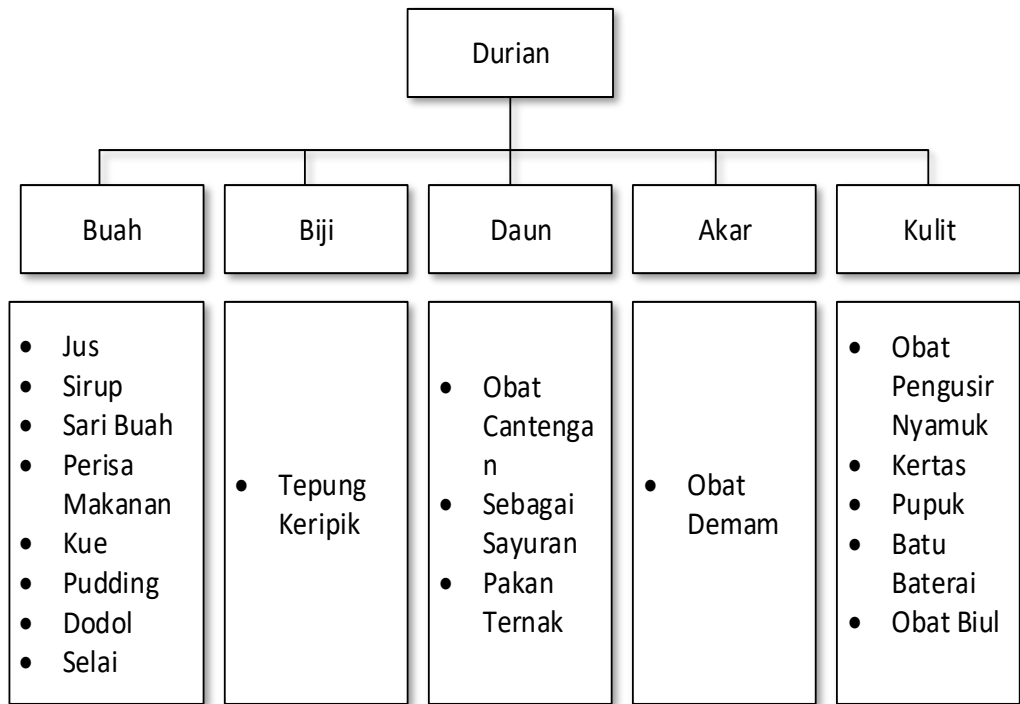 Durian
Buah
Biji
Daun
Akar
Kulit
• Jus
• Sirup
• Sari Buah
• Perisa
Makanan
• Kue
• Pudding
• Dodol
• Selai
• Tepung
Keripik
• Obat
Cantenga
n
• Sebagai
Sayuran
• Pakan
Ternak
• Obat
Demam
• Obat
Pengusir
Nyamuk
• Kertas
• Pupuk
• Batu
Baterai
• Obat Biul